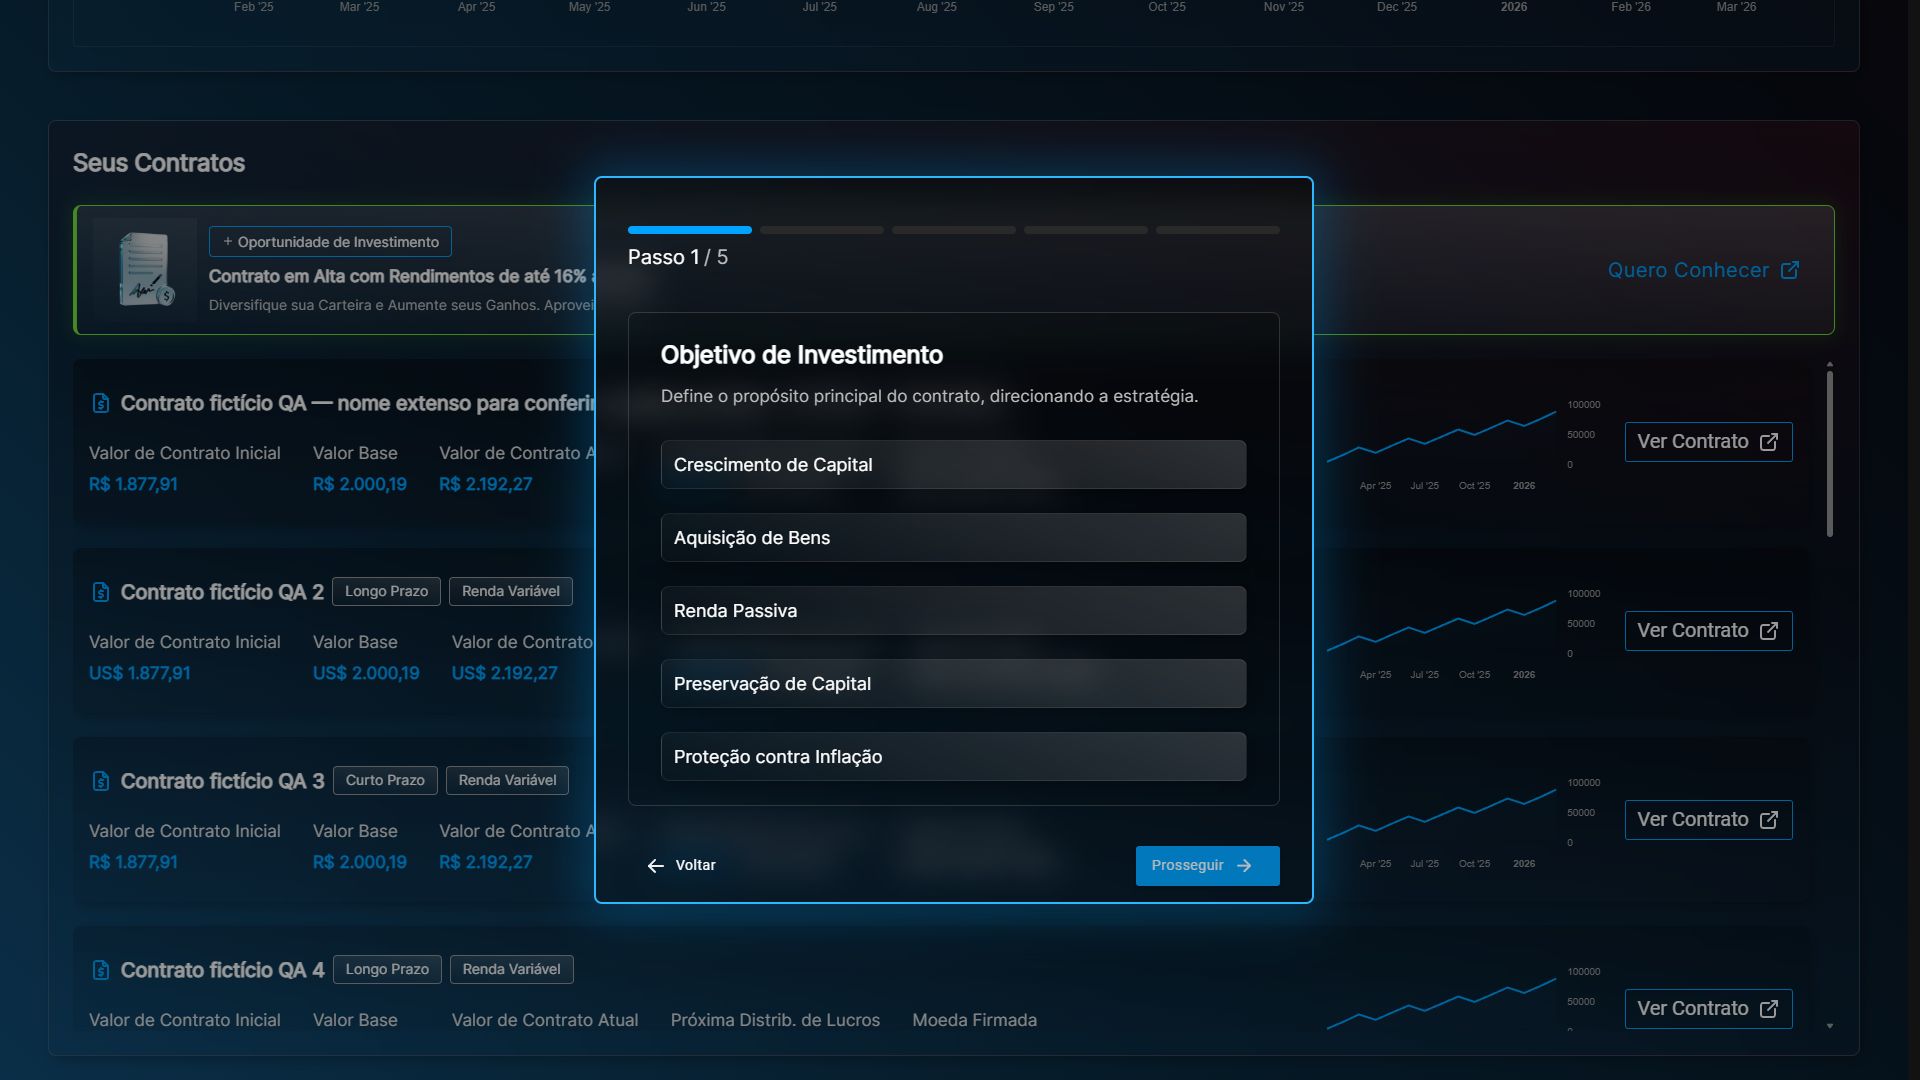 Feb '25 Mar '25 Apr '25 May '25 Jun '25 Jul '25 Aug '25 Sep '25 Oct '25 Nov '25 Dec '25 2026 Feb '26 Mar '26
Seus Contratos
+ Oportunidade de Investimento
Contrato em Alta com Rendimentos de até 16%
Diversifique sua Carteira e Aumente seus Ganhos.
Quero Conhecer
Contrato fictício QA — nome extenso para
Valor de Contrato Inicial Valor Base Valor de Contrato
R$ 1.877,91 R$ 2.000,19 R$ 2.192,27
100000
50000
0
Apr '25 Jul '25 Oct '25 2026
Ver Contrato
Contrato fictício QA 2 Longo Prazo Renda Variável
Valor de Contrato Inicial Valor Base Valor de Contrato
US$ 1.877,91 US$ 2.000,19 US$ 2.192,27
100000
50000
0
Apr '25 Jul '25 Oct '25 2026
Ver Contrato
Contrato fictício QA 3 Curto Prazo Renda Variável
Valor de Contrato Inicial Valor Base Valor de Contrato
R$ 1.877,91 R$ 2.000,19 R$ 2.192,27
100000
50000
0
Apr '25 Jul '25 Oct '25 2026
Ver Contrato
Contrato fictício QA 4 Longo Prazo Renda Variável
Valor de Contrato Inicial Valor Base Valor de Contrato Atual Próxima Distrib. de Lucros Moeda Firmada
100000
50000
Ver Contrato
Passo 1 / 5
Objetivo de Investimento
Define o propósito principal do contrato, direcionando a estratégia.
Crescimento de Capital
Aquisição de Bens
Renda Passiva
Preservação de Capital
Proteção contra Inflação
Voltar
Prosseguir